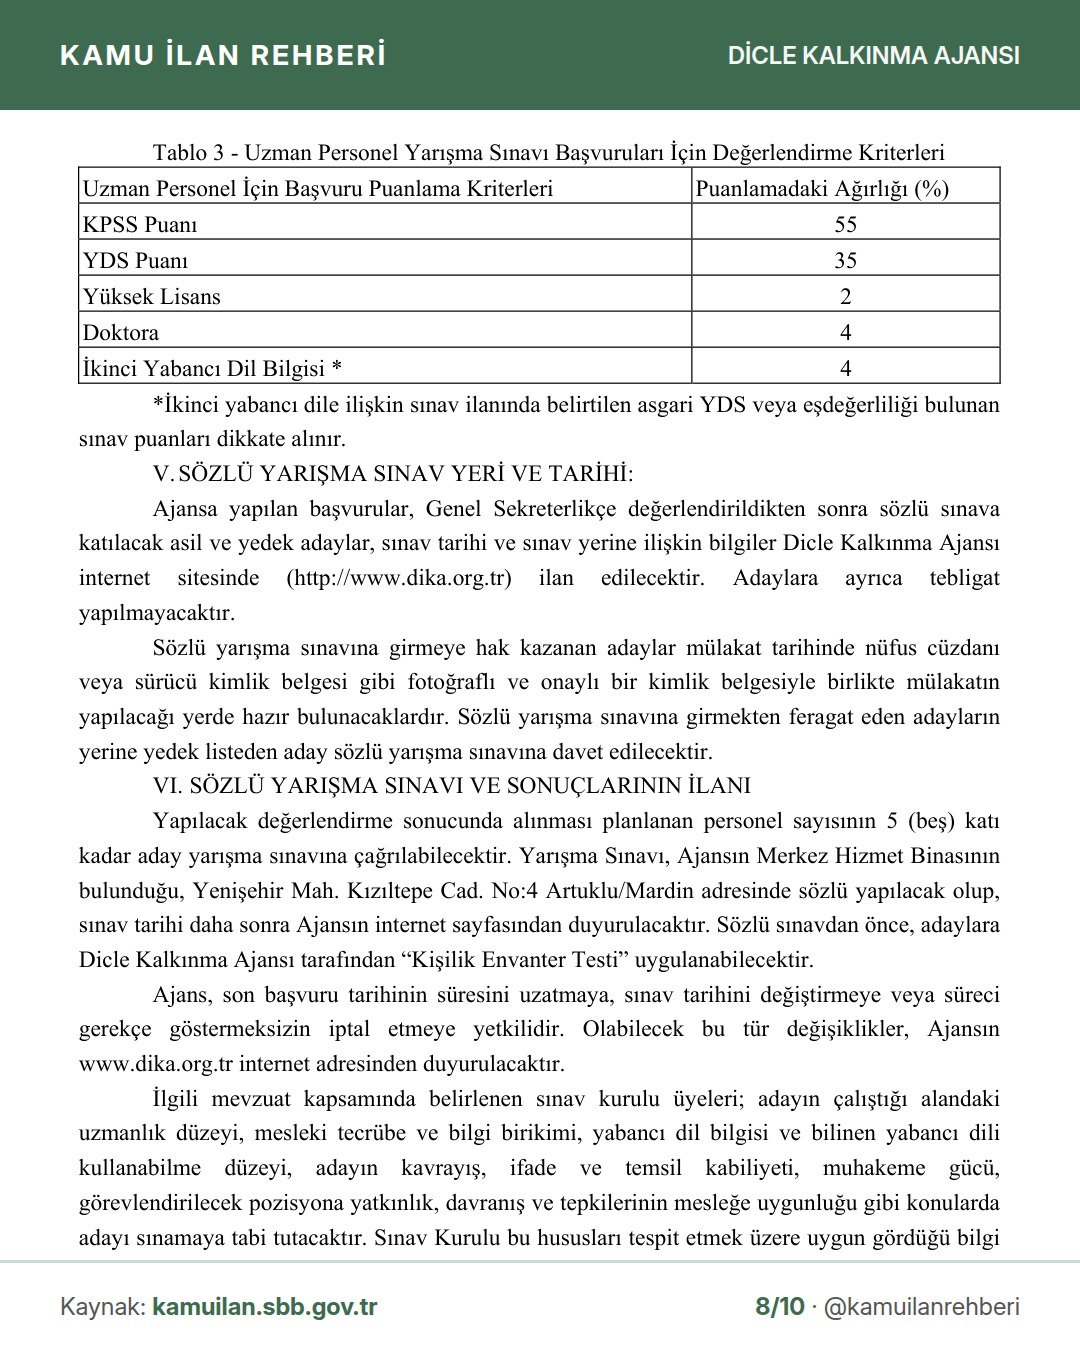 KAMU İLAN REHBERİ
DİCLE KALKINMA AJANSI
Tablo 3 - Uzman Personel Yarışma Sınavı Başvuruları İçin Değerlendirme Kriterleri
Uzman Personel İçin Başvuru Puanlama Kriterleri Puanlamadaki Ağırlığı (%)
KPSS Puanı 55
YDS Puanı 35
Yüksek Lisans 2
Doktora 4
İkinci Yabancı Dil Bilgisi * 4
*İkinci yabancı dile ilişkin sınav ilanında belirtilen asgari YDS veya eşdeğerliliği bulunan
sınav puanları dikkate alınır.
V. SÖZLÜ YARIŞMA SINAV YERİ VE TARİHİ:
Ajansa yapılan başvurular, Genel Sekreterlikçe değerlendirildikten sonra sözlü sınava
katılacak asil ve yedek adaylar, sınav tarihi ve sınav yerine ilişkin bilgiler Dicle Kalkınma Ajansı
internet sitesinde (http://www.dika.org.tr) ilan edilecektir. Adaylara ayrıca tebligat
yapılmayacaktır.
Sözlü yarışma sınavına girmeye hak kazanan adaylar mülakat tarihinde nüfus cüzdanı
veya sürücü kimlik belgesi gibi fotoğraflı ve onaylı bir kimlik belgesiyle birlikte mülakatın
yapılacağı yerde hazır bulunacaklardır. Sözlü yarışma sınavına girmekten feragat eden adayların
yerine yedek listeden aday sözlü yarışma sınavına davet edilecektir.
VI. SÖZLÜ YARIŞMA SINAVI VE SONUÇLARININ İLANI
Yapılacak değerlendirme sonucunda alınması planlanan personel sayısının 5 (beş) katı
kadar aday yarışma sınavına çağrılabilecektir. Yarışma Sınavı, Ajansın Merkez Hizmet Binasının
bulunduğu, Yenişehir Mah. Kızıltepe Cad. No:4 Artuklu/Mardin adresinde sözlü yapılacak olup,
sınav tarihi daha sonra Ajansın internet sayfasından duyurulacaktır. Sözlü sınavdan önce, adaylara
Dicle Kalkınma Ajansı tarafından “Kişilik Envanter Testi” uygulanabilecektir.
Ajans, son başvuru tarihinin süresini uzatmaya, sınav tarihini değiştirmeye veya süreci
gerekçe göstermeksizin iptal etmeye yetkilidir. Olabilecek bu tür değişiklikler, Ajansın
www.dika.org.tr internet adresinden duyurulacaktır.
İlgili mevzuat kapsamında belirlenen sınav kurulu üyeleri; adayın çalıştığı alandaki
uzmanlık düzeyi, mesleki tecrübe ve bilgi birikimi, yabancı dil bilgisi ve bilinen yabancı dili
kullanabilme düzeyi, adayın kavrayış, ifade ve temsil kabiliyeti, muhakeme gücü,
görevlendirilecek pozisyona yatkınlık, davranış ve tepkilerinin mesleğe uygunluğu gibi konularda
adayı sınamaya tabi tutacaktır. Sınav Kurulu bu hususları tespit etmek üzere uygun gördüğü bilgi
Kaynak: kamuilan.sbb.gov.tr
8/10 · @kamuilanrehberi